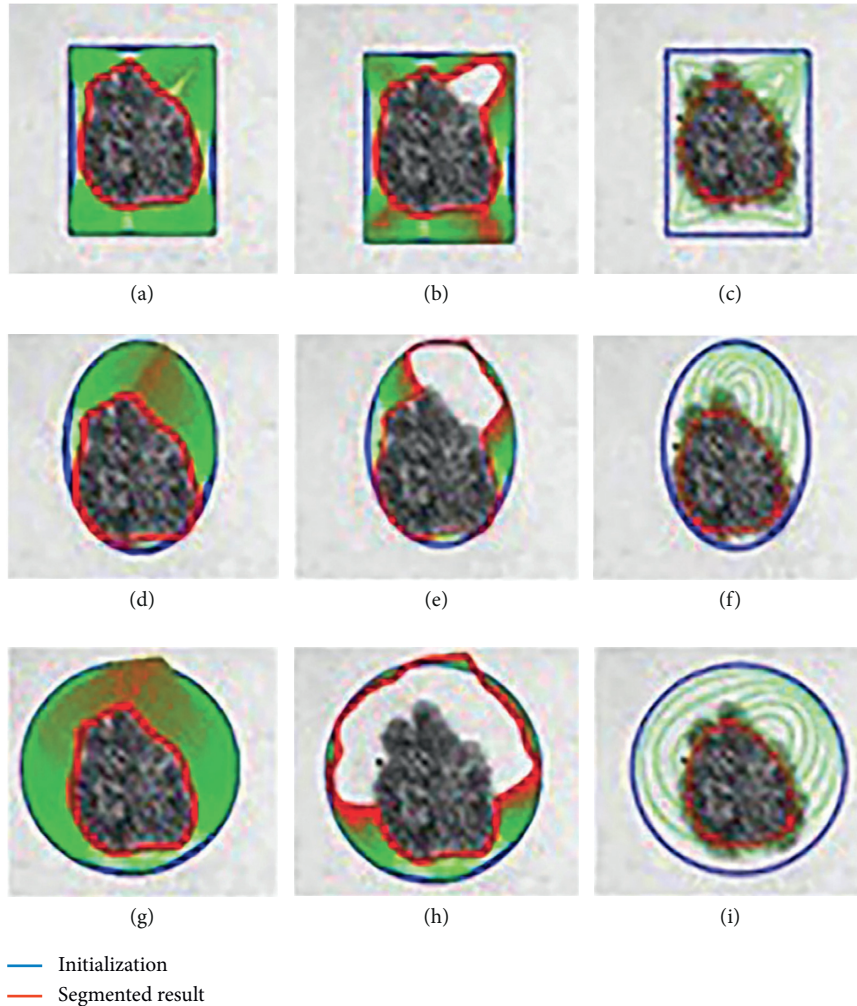 (a)
(b)
(c)
(d)
(e)
(f)
(g)
(h)
(i)
Initialization
Segmented result